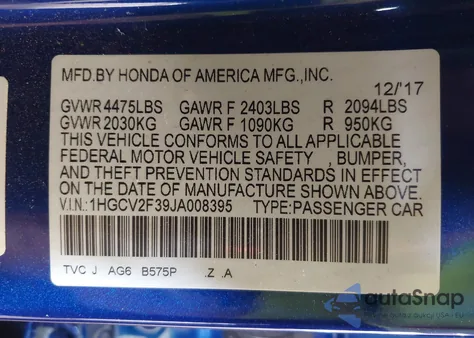 MFD.BY HONDA OF AMERICA MFG.,INC.
12/'17
GVWR 4475LBS GAWR F 2403LBS R 2094LBS
GVWR 2030KG GAWR F 1090KG R 950KG
THIS VEHICLE CONFORMS TO ALL APPLICABLE
FEDERAL MOTOR VEHICLE SAFETY , BUMPER,
AND THEFT PREVENTION STANDARDS IN EFFECT
ON THE DATE OF MANUFACTURE SHOWN ABOVE.
V.I.N.: 1HGCV2F39JA008395 TYPE:PASSENGER CAR
TVC J AG6 B575P .Z .A
autaSnap